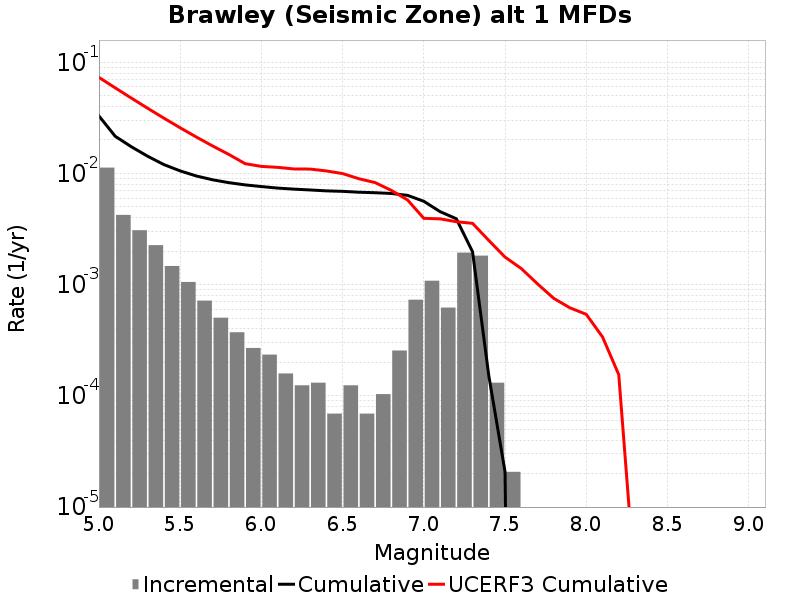 Brawley (Seismic Zone) alt 1 MFDs
Rate (1/yr)
10^-1
10^-2
10^-3
10^-4
10^-5
5.0 5.5 6.0 6.5 7.0 7.5 8.0 8.5 9.0
Magnitude
Incremental Cumulative UCERF3 Cumulative